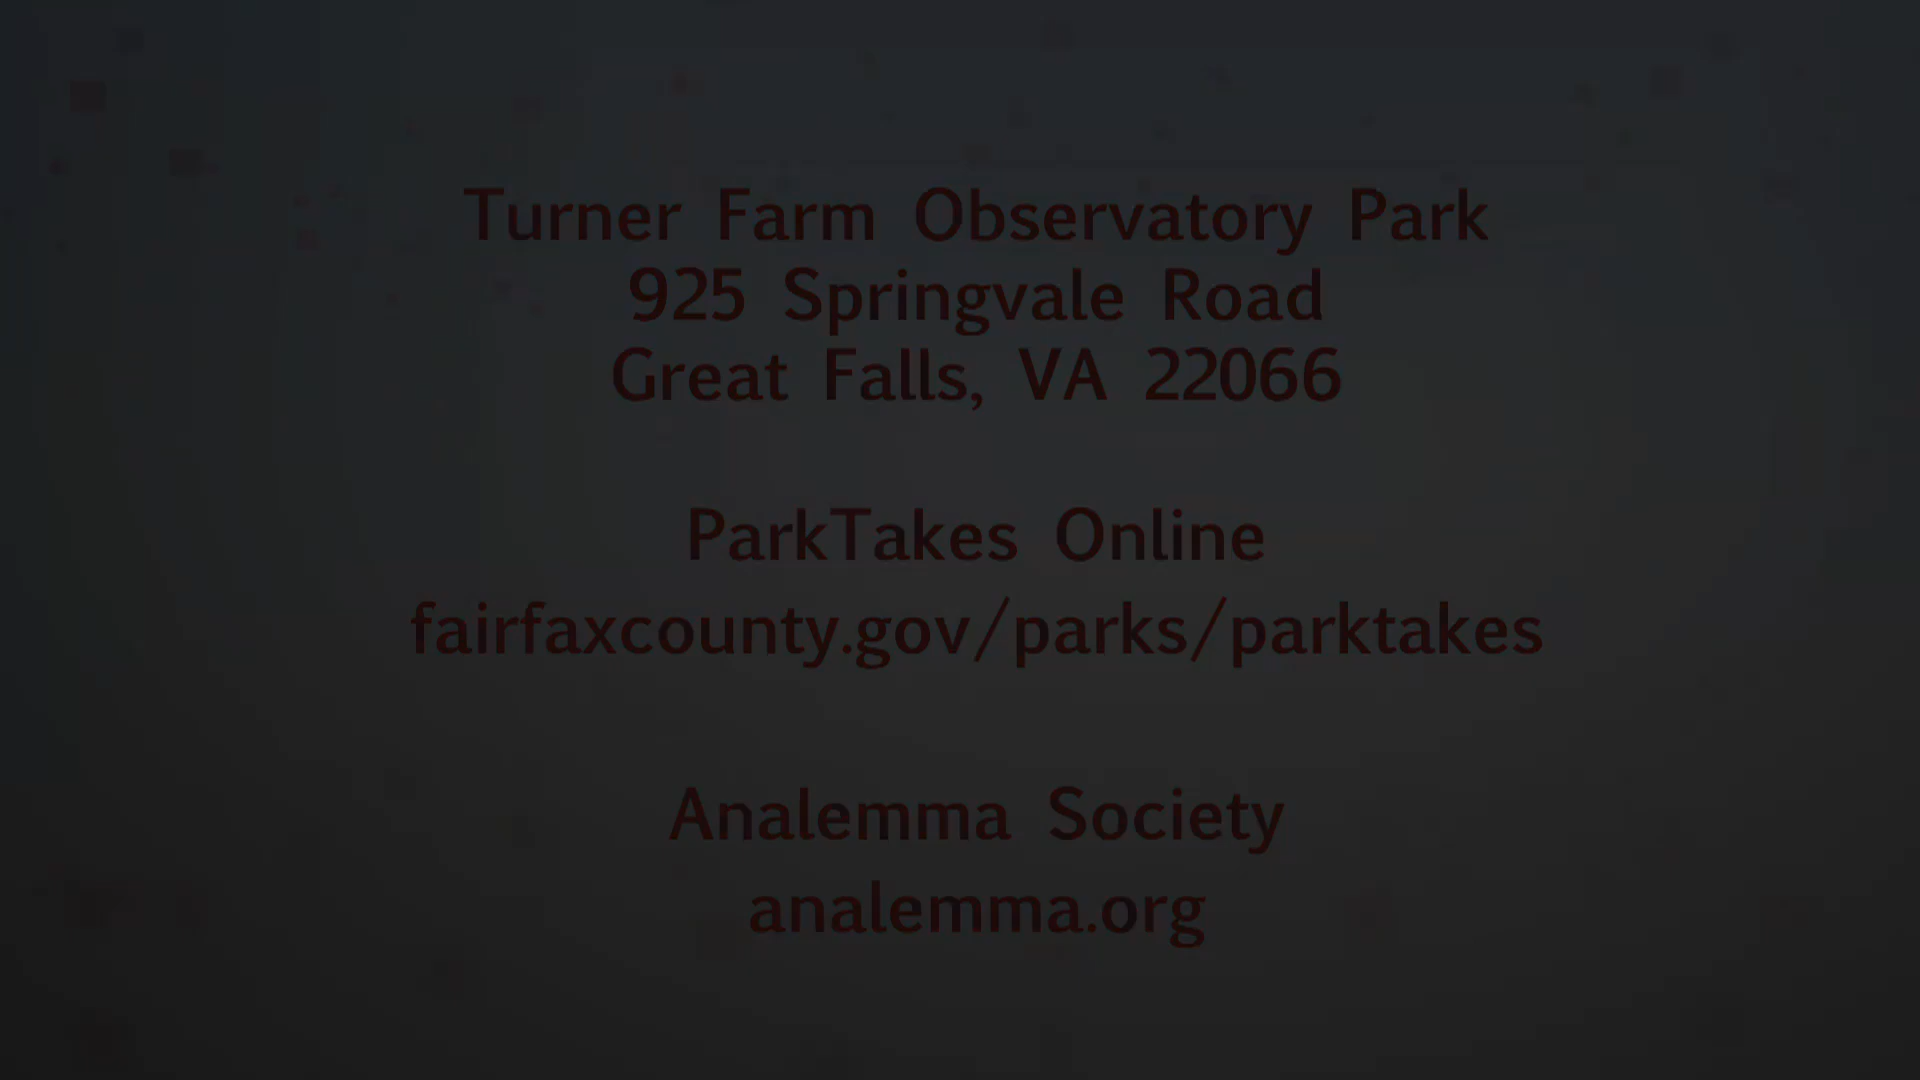 Turner Farm Observatory Park
925 Springvale Road
Great Falls, VA 22066
ParkTakes Online
fairfaxcounty.gov/parks/parktakes
Analemma Society
analemma.org